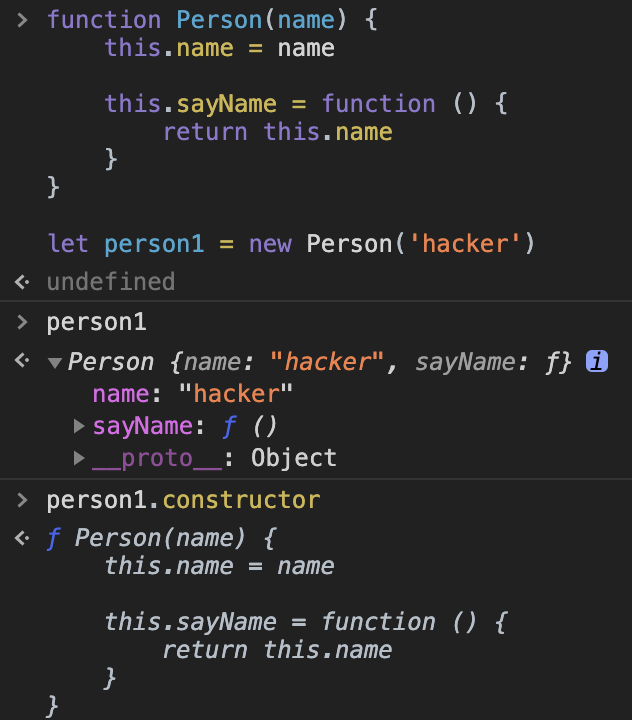 > function Person(name) {
this.name = name
this.sayName = function () {
return this.name
}
}
let person1 = new Person('hacker')
undefined
> person1
▼Person {name: "hacker", sayName: ƒ} i
name: "hacker"
▶sayName: ƒ ()
▶__proto__: Object
> person1.constructor
ƒ Person(name) {
this.name = name
this.sayName = function () {
return this.name
}
}